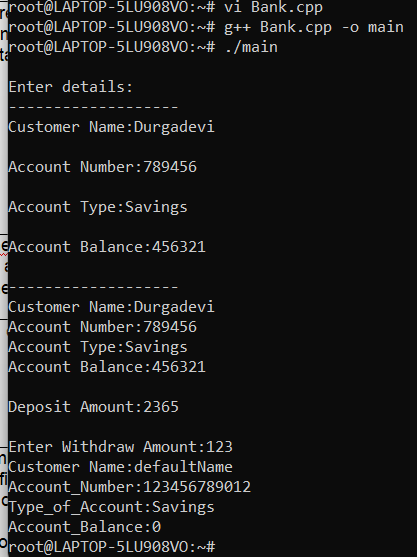 root@LAPTOP-5LU908VO:~# vi Bank.cpp
root@LAPTOP-5LU908VO:~# g++ Bank.cpp -o main
root@LAPTOP-5LU908VO:~# ./main
Enter details:
-------------------
Customer Name:Durgadevi
Account Number:789456
Account Type:Savings
Account Balance:456321
-------------------
Customer Name:Durgadevi
Account Number:789456
Account Type:Savings
Account Balance:456321
Deposit Amount:2365
Enter Withdraw Amount:123
Customer Name:defaultName
Account_Number:123456789012
Type_of_Account:Savings
Account_Balance:0
root@LAPTOP-5LU908VO:~#